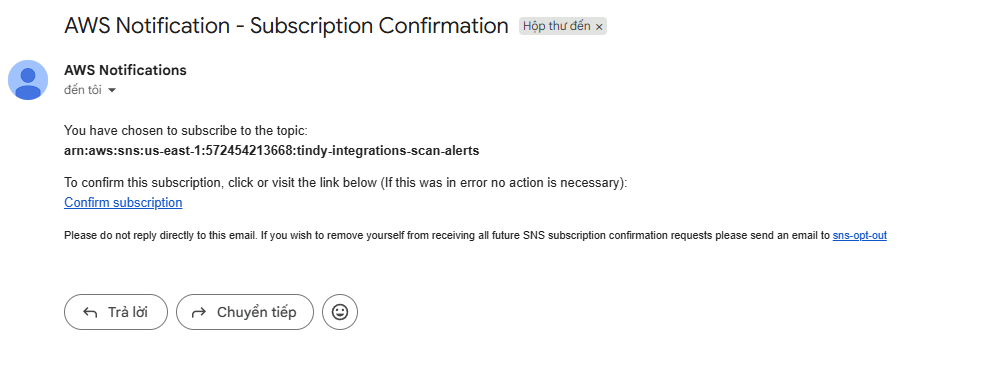 AWS Notification - Subscription Confirmation Hộp thư đến ×
AWS Notifications
đến tôi
You have chosen to subscribe to the topic:
arn:aws:sns:us-east-1:572454213668:tindy-integrations-scan-alerts
To confirm this subscription, click or visit the link below (If this was in error no action is necessary):
Confirm subscription
Please do not reply directly to this email. If you wish to remove yourself from receiving all future SNS subscription confirmation requests please send an email to sns-opt-out
Trả lời Chuyển tiếp